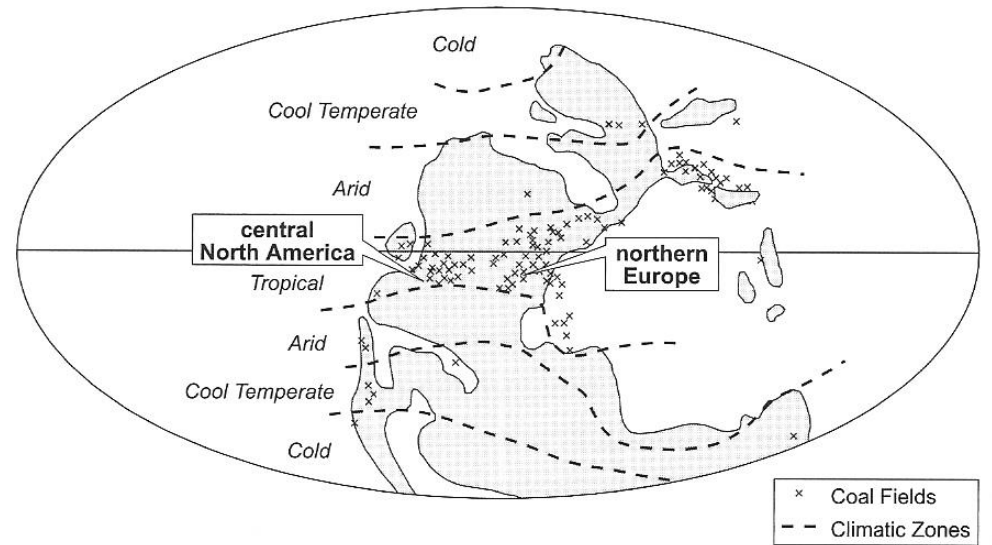 Cold
Cool Temperate
Arid
central
North America
northern
Europe
Tropical
Arid
Cool Temperate
Cold
× Coal Fields
Climatic Zones